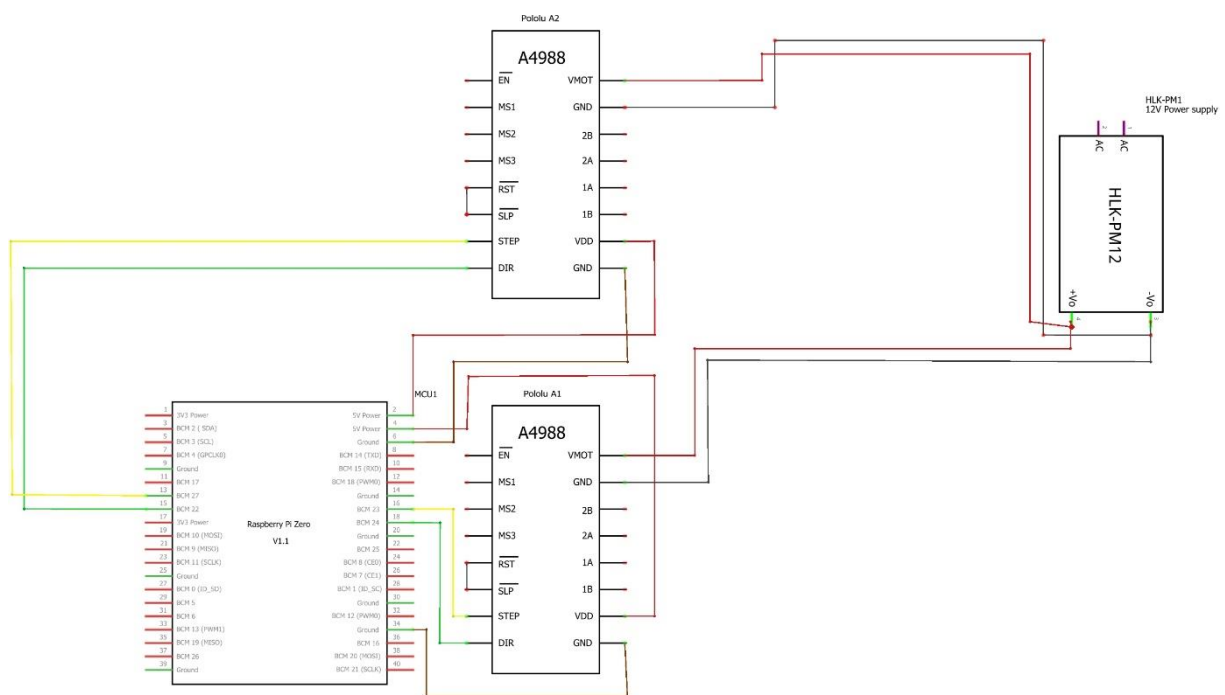 Pololu A2
A4988
EN VMOT
MS1 GND
MS2 2B
MS3 2A
RST 1A
SLP 1B
STEP VDD
DIR GND
HLK-PM1
12V Power supply
2 1
AC AC
HLK-PM12
+Vo -Vo
4 3
MCU1
1 3V3 Power 5V Power 2
3 BCM 2 ( SDA) 5V Power 4
5 BCM 3 (SCL) Ground 6
7 BCM 4 (GPCLK0) BCM 14 (TXD) 8
9 Ground BCM 15 (RXD) 10
11 BCM 17 BCM 18 (PWM0) 12
13 BCM 27 Ground 14
15 BCM 22 BCM 23 16
17 3V3 Power BCM 24 18
19 BCM 10 (MOSI) Ground 20
21 BCM 9 (MISO) BCM 25 22
23 BCM 11 (SCLK) BCM 8 (CE0) 24
25 Ground BCM 7 (CE1) 26
27 BCM 0 (ID_SD) BCM 1 (ID_SC) 28
29 BCM 5 Ground 30
31 BCM 6 BCM 12 (PWM0) 32
33 BCM 13 (PWM1) Ground 34
35 BCM 19 (MISO) BCM 16 36
37 BCM 26 BCM 20 (MOSI) 38
39 Ground BCM 21 (SCLK) 40
Raspberry Pi Zero
V1.1
Pololu A1
A4988
EN VMOT
MS1 GND
MS2 2B
MS3 2A
RST 1A
SLP 1B
STEP VDD
DIR GND